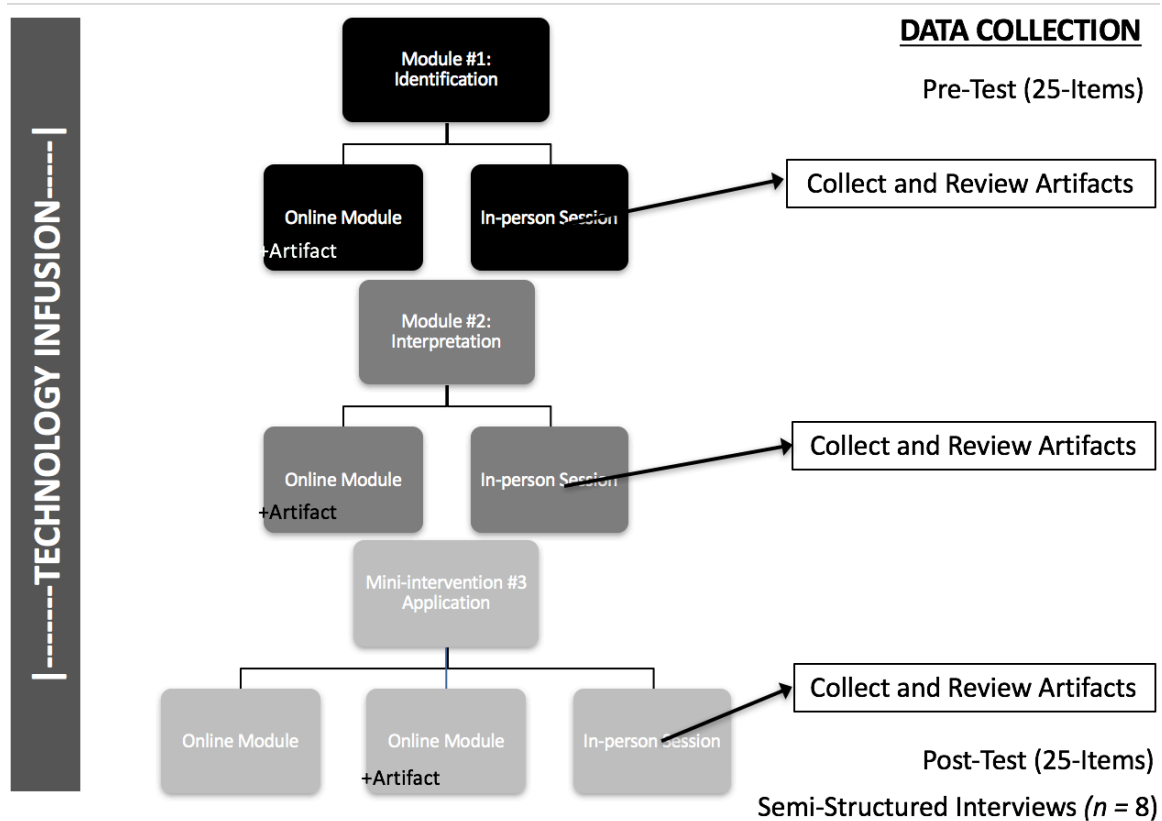 |-------TECHNOLOGY INFUSION-----|
DATA COLLECTION
Pre-Test (25-Items)
Module #1:
Identification
Online Module
+Artifact
In-person Session
Collect and Review Artifacts
Module #2:
Interpretation
Online Module
+Artifact
In-person Session
Collect and Review Artifacts
Mini-intervention #3
Application
Online Module
Online Module
+Artifact
In-person Session
Collect and Review Artifacts
Post-Test (25-Items)
Semi-Structured Interviews (n = 8)